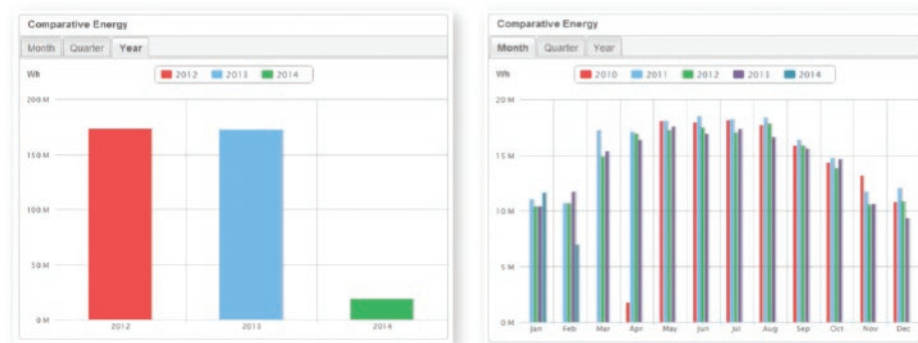 Comparative Energy
Month Quarter Year
Wh
2012 2013 2014
200 M
150 M
100 M
50 M
0 M
2012 2013 2014
Comparative Energy
Month Quarter Year
Wh
2010 2011 2012 2013 2014
20 M
15 M
10 M
5 M
0 M
Jan Feb Mar Apr May Jun Jul Aug Sep Oct Nov Dec